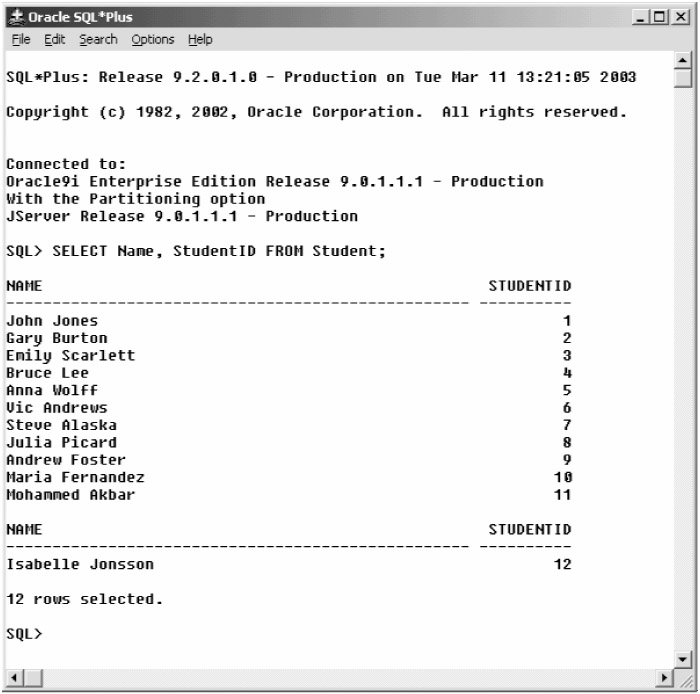 Oracle SQL*Plus
File Edit Search Options Help
SQL*Plus: Release 9.2.0.1.0 - Production on Tue Mar 11 13:21:05 2003
Copyright (c) 1982, 2002, Oracle Corporation.  All rights reserved.
Connected to:
Oracle9i Enterprise Edition Release 9.0.1.1.1 - Production
With the Partitioning option
JServer Release 9.0.1.1.1 - Production
SQL> SELECT Name, StudentID FROM Student;
NAME STUDENTID
-------------------------------------------------- ----------
John Jones 1
Gary Burton 2
Emily Scarlett 3
Bruce Lee 4
Anna Wolff 5
Vic Andrews 6
Steve Alaska 7
Julia Picard 8
Andrew Foster 9
Maria Fernandez 10
Mohammed Akbar 11
NAME STUDENTID
-------------------------------------------------- ----------
Isabelle Jonsson 12
12 rows selected.
SQL>